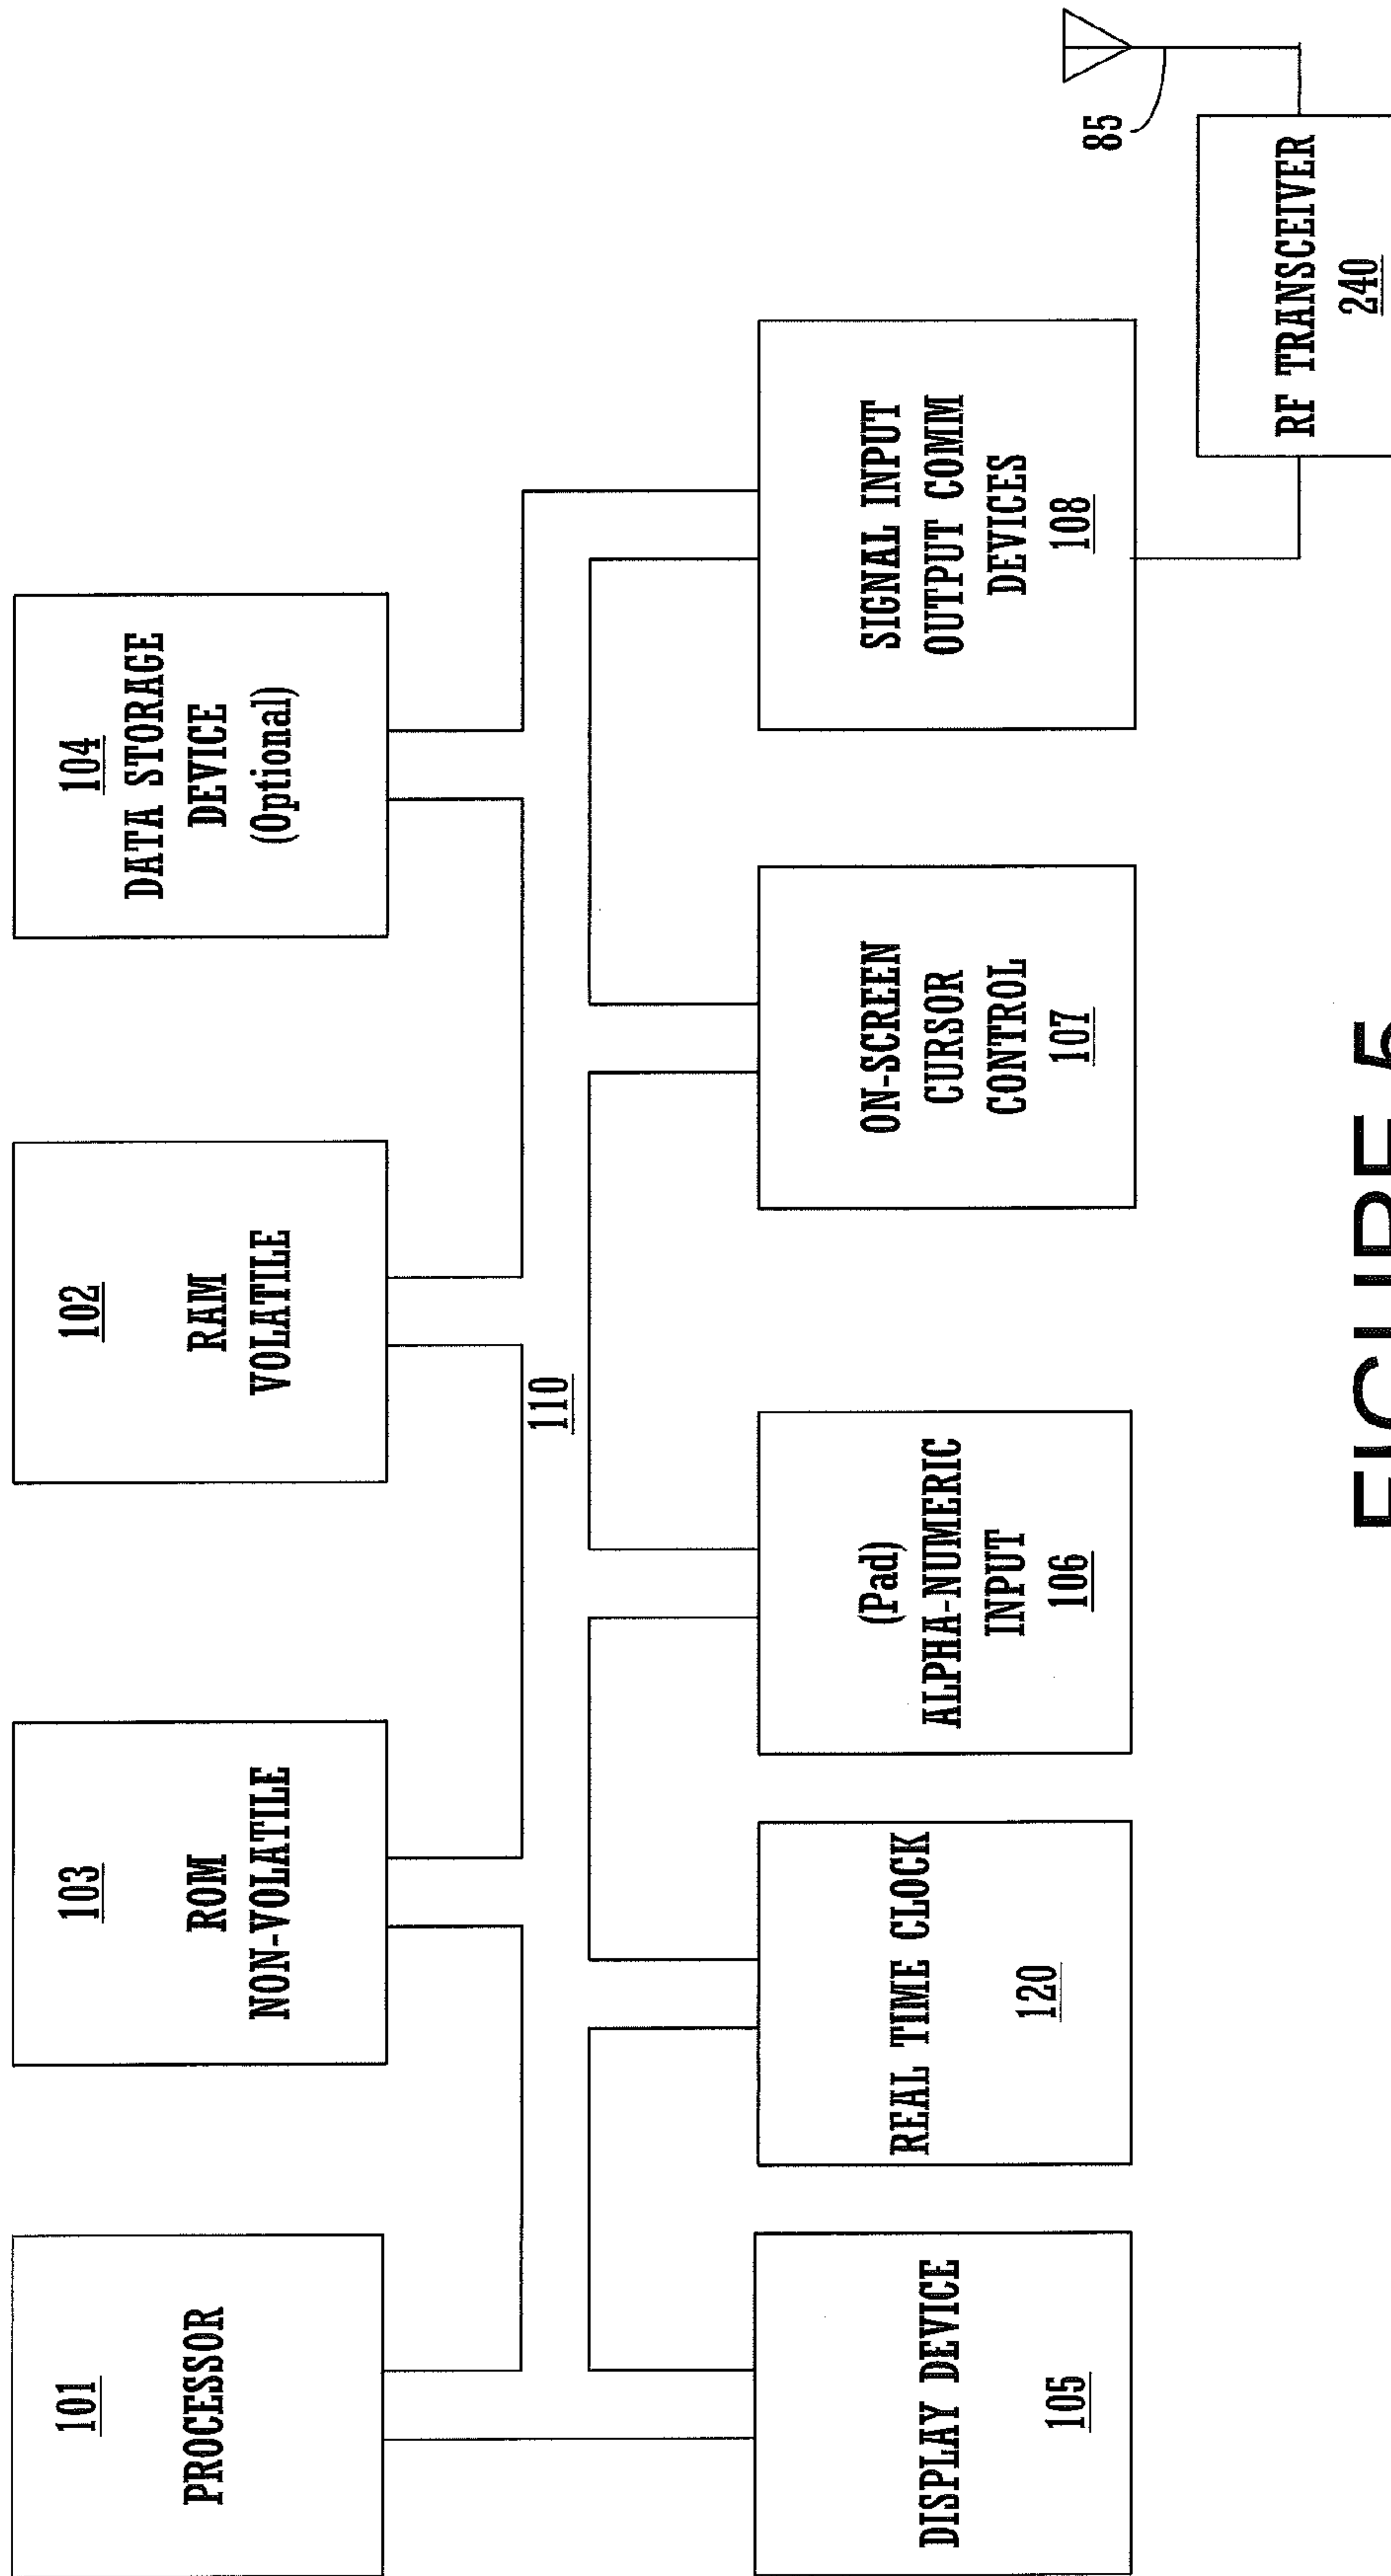 101
PROCESSOR
103
ROM
NON-VOLATILE
102
RAM
VOLATILE
104
DATA STORAGE
DEVICE
(Optional)
110
DISPLAY DEVICE
105
REAL TIME CLOCK
120
(Pad)
ALPHA-NUMERIC
INPUT
106
ON-SCREEN
CURSOR
CONTROL
107
SIGNAL INPUT
OUTPUT COMM
DEVICES
108
85
RF TRANSCEIVER
240
FIGURE 5